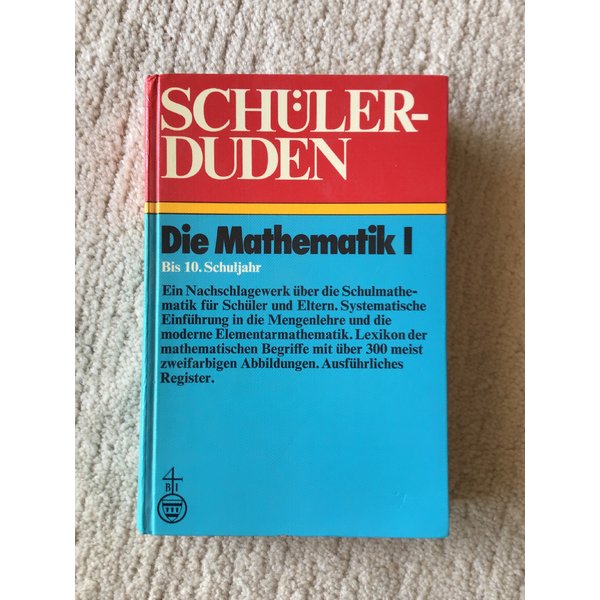 SCHÜLER-
DUDEN
Die Mathematik I
Bis 10. Schuljahr
Ein Nachschlagewerk über die Schulmathe-
matik für Schüler und Eltern. Systematische
Einführung in die Mengenlehre und die
moderne Elementarmathematik. Lexikon der
mathematischen Begriffe mit über 300 meist
zweifarbigen Abbildungen. Ausführliches
Register.
B I